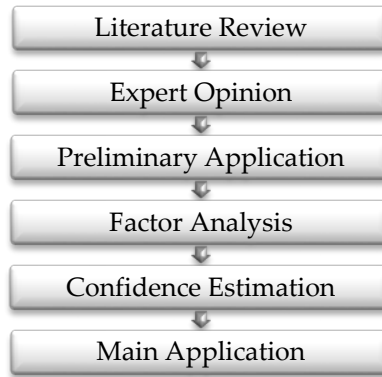 Literature Review
Expert Opinion
Preliminary Application
Factor Analysis
Confidence Estimation
Main Application